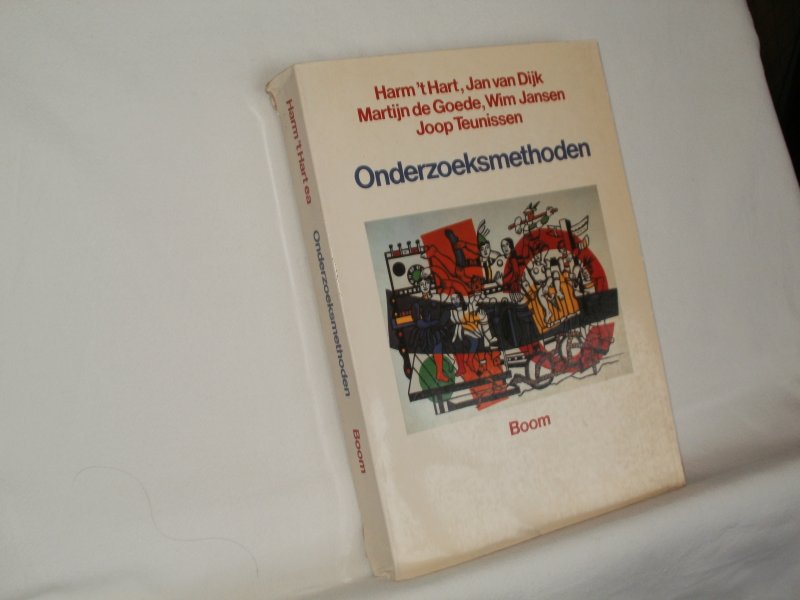 Harm 't Hart, Jan van Dijk
Martijn de Goede, Wim Jansen
Joop Teunissen
Onderzoeksmethoden
Boom
Harm 't Hart ea
Onderzoeksmethoden
Boom